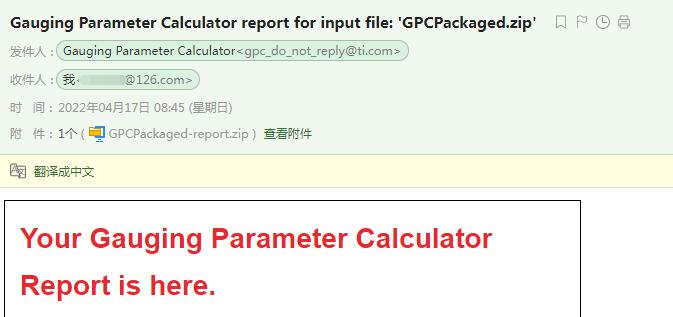 Gauging Parameter Calculator report for input file: 'GPCPackaged.zip'
发件人：Gauging Parameter Calculator<gpc_do_not_reply@ti.com>
收件人：我 @126.com>
时 间：2022年04月17日 08:45 (星期日)
附 件：1个 ( GPCPackaged-report.zip ) 查看附件
翻译成中文
Your Gauging Parameter Calculator
Report is here.